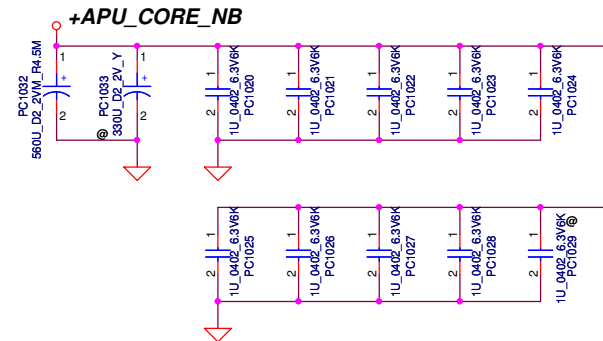 +APU_CORE_NB
1
+
2
PC1032
560U_D2_2VM_R4.5M
1
+
2
PC1033
330U_D2_2V_Y
@
1
2
1U_0402_6.3V6K
PC1020
1
2
1U_0402_6.3V6K
PC1021
1
2
1U_0402_6.3V6K
PC1022
1
2
1U_0402_6.3V6K
PC1023
1
2
1U_0402_6.3V6K
PC1024
1
2
1U_0402_6.3V6K
PC1025
1
2
1U_0402_6.3V6K
PC1026
1
2
1U_0402_6.3V6K
PC1027
1
2
1U_0402_6.3V6K
PC1028
1
2
1U_0402_6.3V6K
PC1029
@